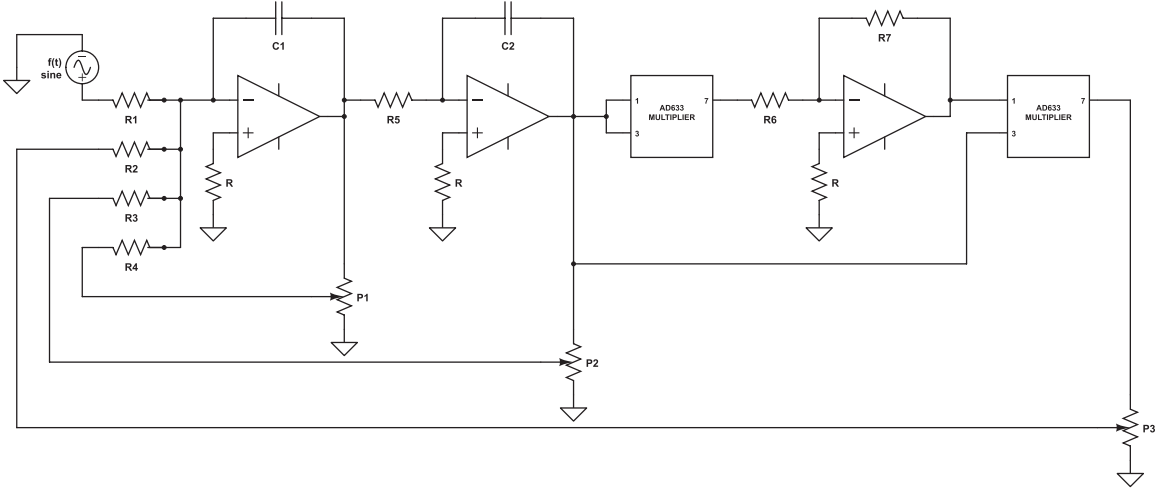 f(t)
sine
−
+
R1
R2
R3
R4
C1
−
+
R
P1
R5
C2
−
+
R
P2
1
3
AD633
MULTIPLIER
7
R6
R7
−
+
R
1
3
AD633
MULTIPLIER
7
P3